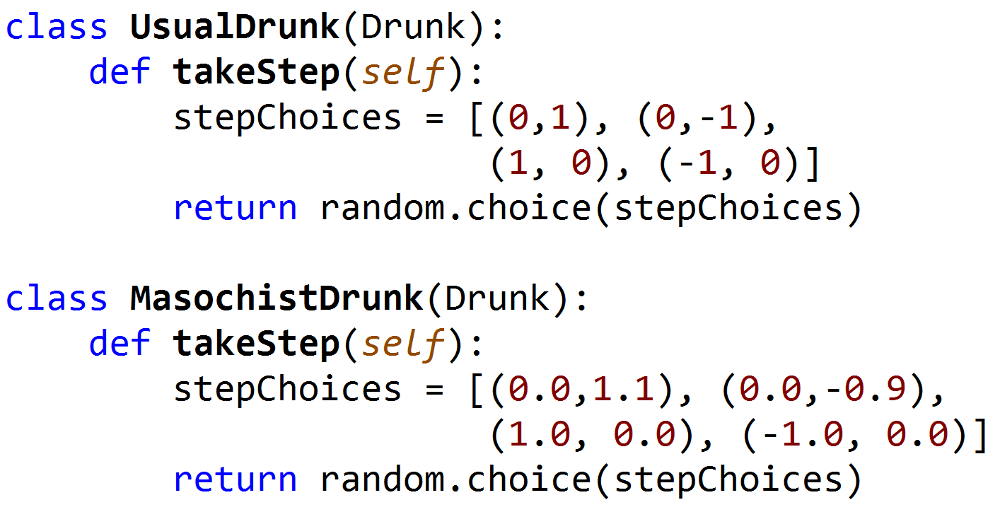 class UsualDrunk(Drunk):
    def takeStep(self):
        stepChoices = [(0,1), (0,-1),
                       (1, 0), (-1, 0)]
        return random.choice(stepChoices)

class MasochistDrunk(Drunk):
    def takeStep(self):
        stepChoices = [(0.0,1.1), (0.0,-0.9),
                       (1.0, 0.0), (-1.0, 0.0)]
        return random.choice(stepChoices)